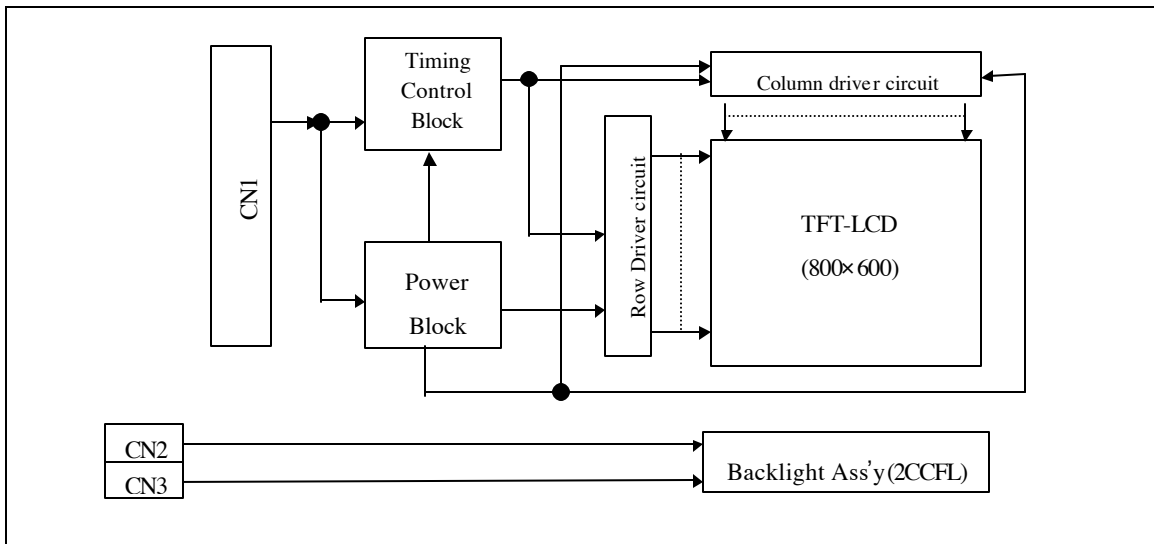 CN1
Timing
Control
Block
Power
Block
Row Driver circuit
Column driver circuit
TFT-LCD
(800×600)
CN2
CN3
Backlight Ass'y(2CCFL)